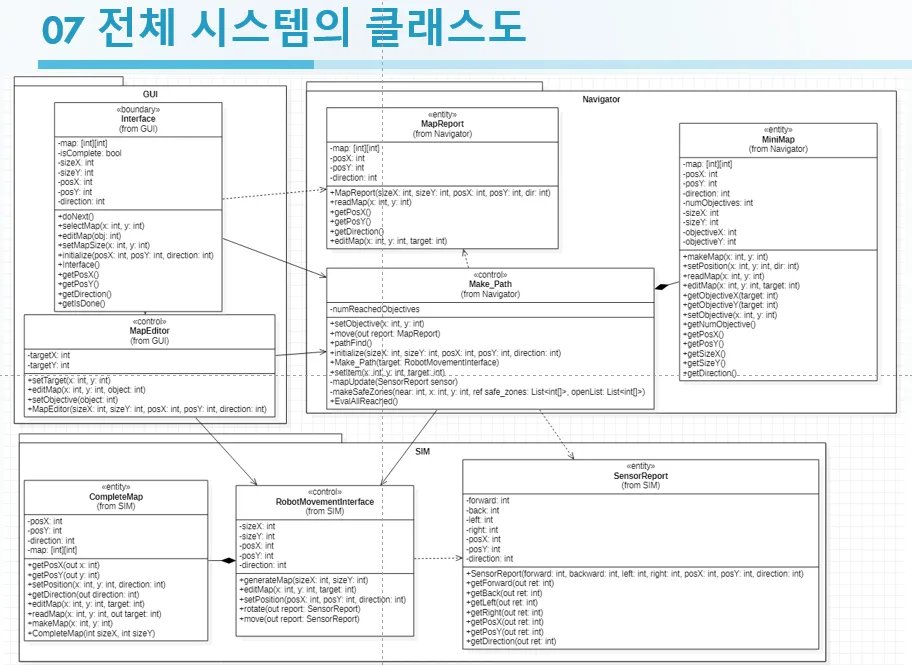 07 전체 시스템의 클래스도
GUI
«boundary»
Interface
(from GUI)
-map: [int][int]
-isComplete: bool
-sizeX: int
-sizeY: int
-posX: int
-posY: int
-direction: int
+doNext()
+selectMap(x: int, y: int)
+editMap(obj: int)
+setMapSize(x: int, y: int)
+initialize(posX: int, posY: int, direction: int)
+Interface()
+getPosX()
+getPosY()
+getDirection()
+getIsDone()
«control»
MapEditor
(from GUI)
-targetX: int
-targetY: int
+setTarget(x: int, y: int)
+editMap(x: int, y: int, object: int)
+setObjective(object: int)
+MapEditor(sizeX: int, sizeY: int, posX: int, posY: int, direction: int)
Navigator
«entity»
MapReport
(from Navigator)
-map: [int][int]
-posX: int
-posY: int
-direction: int
+MapReport(sizeX: int, sizeY: int, posX: int, posY: int, dir: int)
+readMap(x: int, y: int)
+getPosX()
+getPosY()
+getDirection()
+editMap(x: int, y: int, target: int)
«control»
Make_Path
(from Navigator)
-numReachedObjectives
+setObjective(x: int, y: int)
+move(out report: MapReport)
+pathFind()
+initialize(sizeX: int, sizeY: int, posX: int, posY: int, direction: int)
+Make_Path(target: RobotMovementInterface)
+setItem(x: int, y: int, target: int)
-mapUpdate(SensorReport sensor)
-makeSafeZones(near: int, x: int, y: int, ref safe_zones: List<int[]>, openList: List<int[]>)
+EvalAllReached()
«entity»
MiniMap
(from Navigator)
-map: [int][int]
-posX: int
-posY: int
-direction: int
-numObjectives: int
-sizeX: int
-sizeY: int
-objectiveX: int
-objectiveY: int
+makeMap(x: int, y: int)
+setPosition(x: int, y: int, dir: int)
+readMap(x: int, y: int)
+editMap(x: int, y: int, target: int)
+getObjectiveX(target: int)
+getObjectiveY(target: int)
+setObjective(x: int, y: int)
+getNumObjective()
+getPosX()
+getPosY()
+getSizeX()
+getSizeY()
+getDirection()
SIM
«entity»
CompleteMap
(from SIM)
-posX: int
-posY: int
-direction: int
-map: [int][int]
+getPosX(out x: int)
+getPosY(out y: int)
+setPosition(x: int, y: int, direction: int)
+getDirection(out direction: int)
+editMap(x: int, y: int, target: int)
+readMap(x: int, y: int, out target: int)
+makeMap(x: int, y: int)
+CompleteMap(int sizeX, int sizeY)
«control»
RobotMovementInterface
(from SIM)
-sizeX: int
-sizeY: int
-posX: int
-posY: int
-direction: int
+generateMap(sizeX: int, sizeY: int)
+editMap(x: int, y: int, target: int)
+setPosition(posX: int, posY: int, direction: int)
+rotate(out report: SensorReport)
+move(out report: SensorReport)
«entity»
SensorReport
(from SIM)
-forward: int
-back: int
-left: int
-right: int
-posX: int
-posY: int
-direction: int
+SensorReport(forward: int, backward: int, left: int, right: int, posX: int, posY: int, direction: int)
+getForward(out ret: int)
+getBack(out ret: int)
+getLeft(out ret: int)
+getRight(out ret: int)
+getPosX(out ret: int)
+getPosY(out ret: int)
+getDirection(out ret: int)